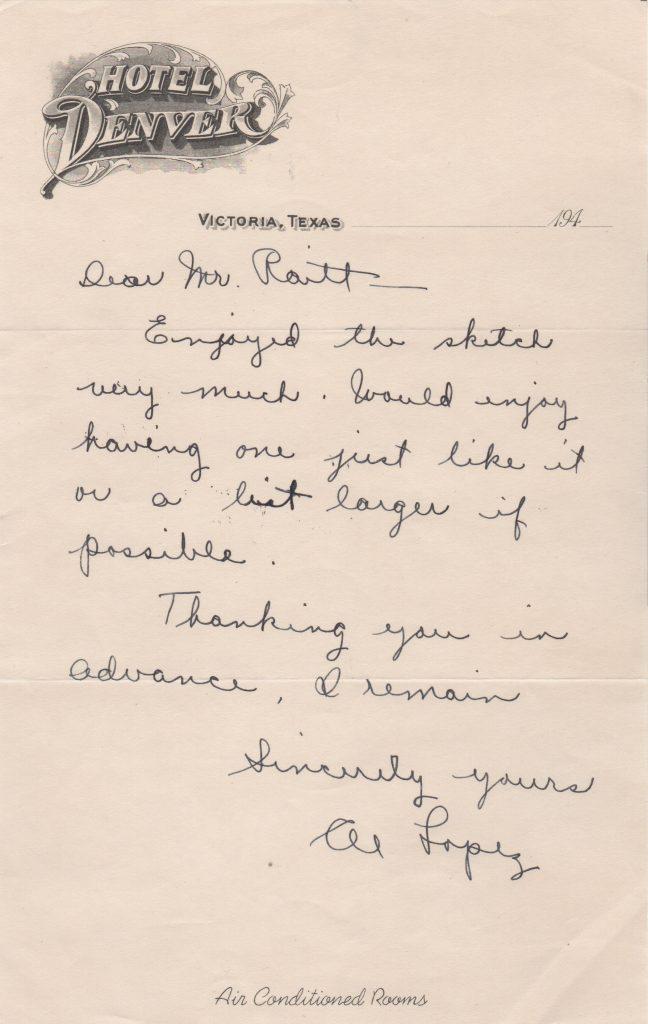 HOTEL
DENVER
VICTORIA, TEXAS 194
Dear Mr. Raitt —
Enjoyed the sketch
very much. Would enjoy
having one just like it
or a bit larger if
possible.
Thanking you in
advance, I remain
Sincerely yours
Al Lopez
Air Conditioned Rooms